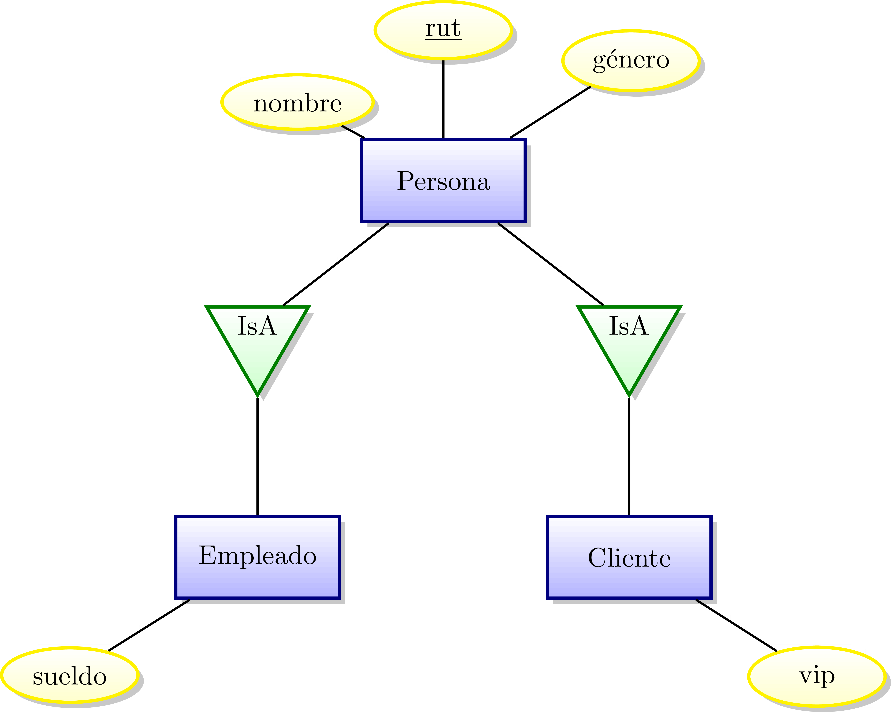 rut
género
nombre
Persona
IsA
IsA
Empleado
Cliente
sueldo
vip